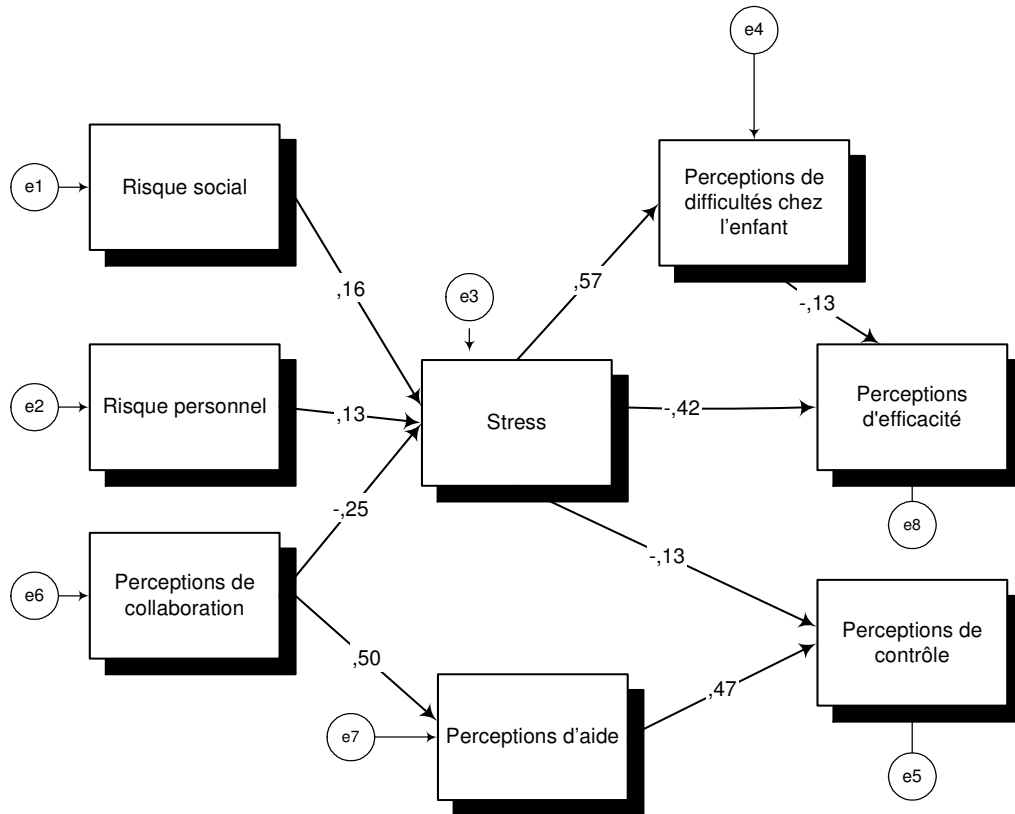 e4
e1
Risque social
Perceptions de
difficultés chez
l'enfant
,16
e3
,57
-,13
e2
Risque personnel
,13
Stress
-,42
Perceptions
d'efficacité
-,25
e8
e6
Perceptions de
collaboration
-,13
Perceptions de
contrôle
,50
,47
e7
Perceptions d'aide
e5